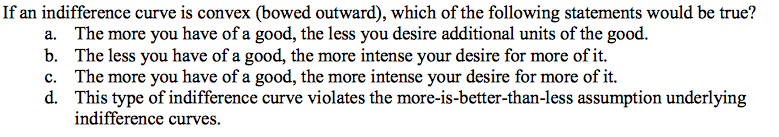 If an indifference curve is convex (bowed outward), which of the following statements would be true?
a. The more you have of a good, the less you desire additional units of the good.
b. The less you have of a good, the more intense your desire for more of it.
c. The more you have of a good, the more intense your desire for more of it.
d. This type of indifference curve violates the more-is-better-than-less assumption underlying
indifference curves.